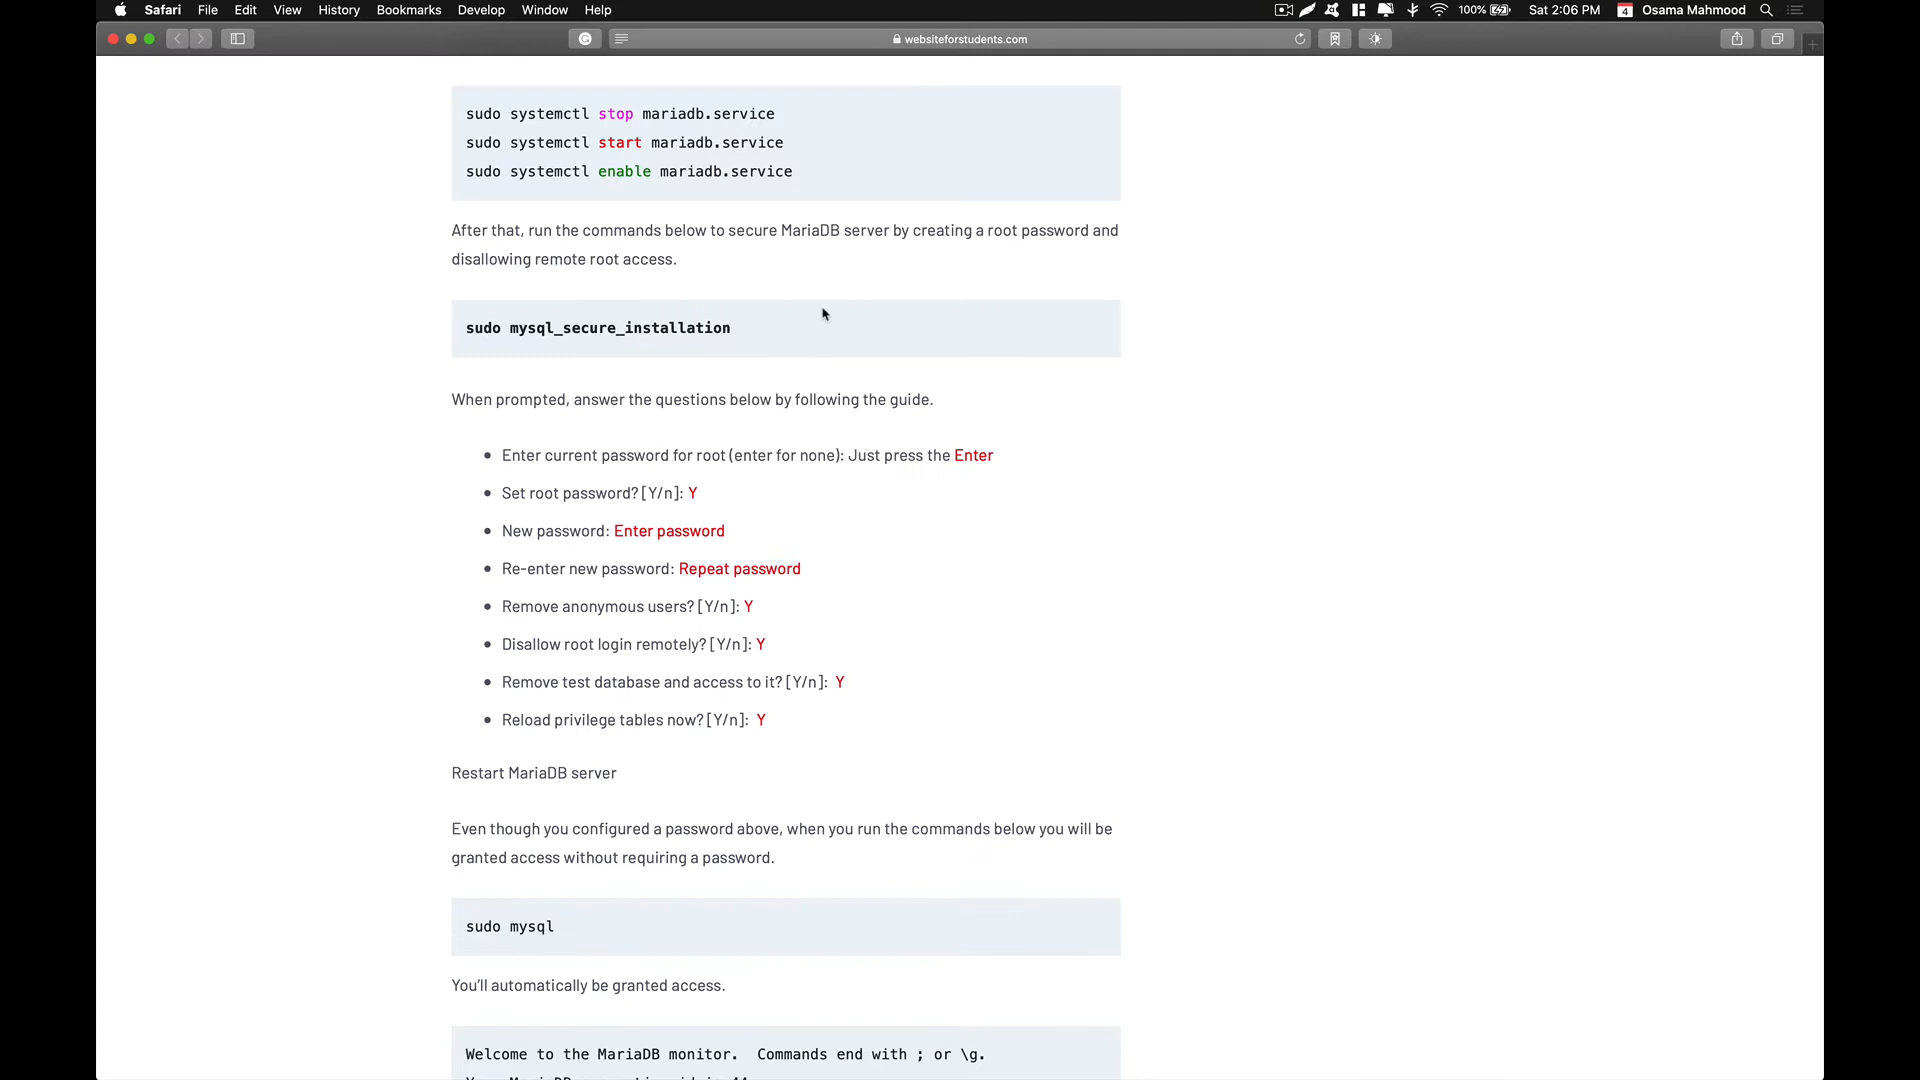 Safari File Edit View History Bookmarks Develop Window Help 100% Sat 2:06 PM 4 Osama Mahmood
websiteforstudents.com
sudo systemctl stop mariadb.service
sudo systemctl start mariadb.service
sudo systemctl enable mariadb.service
After that, run the commands below to secure MariaDB server by creating a root password and
disallowing remote root access.
sudo mysql_secure_installation
When prompted, answer the questions below by following the guide.
• Enter current password for root (enter for none): Just press the Enter
• Set root password? [Y/n]: Y
• New password: Enter password
• Re-enter new password: Repeat password
• Remove anonymous users? [Y/n]: Y
• Disallow root login remotely? [Y/n]: Y
• Remove test database and access to it? [Y/n]: Y
• Reload privilege tables now? [Y/n]: Y
Restart MariaDB server
Even though you configured a password above, when you run the commands below you will be
granted access without requiring a password.
sudo mysql
You'll automatically be granted access.
Welcome to the MariaDB monitor. Commands end with ; or \g.